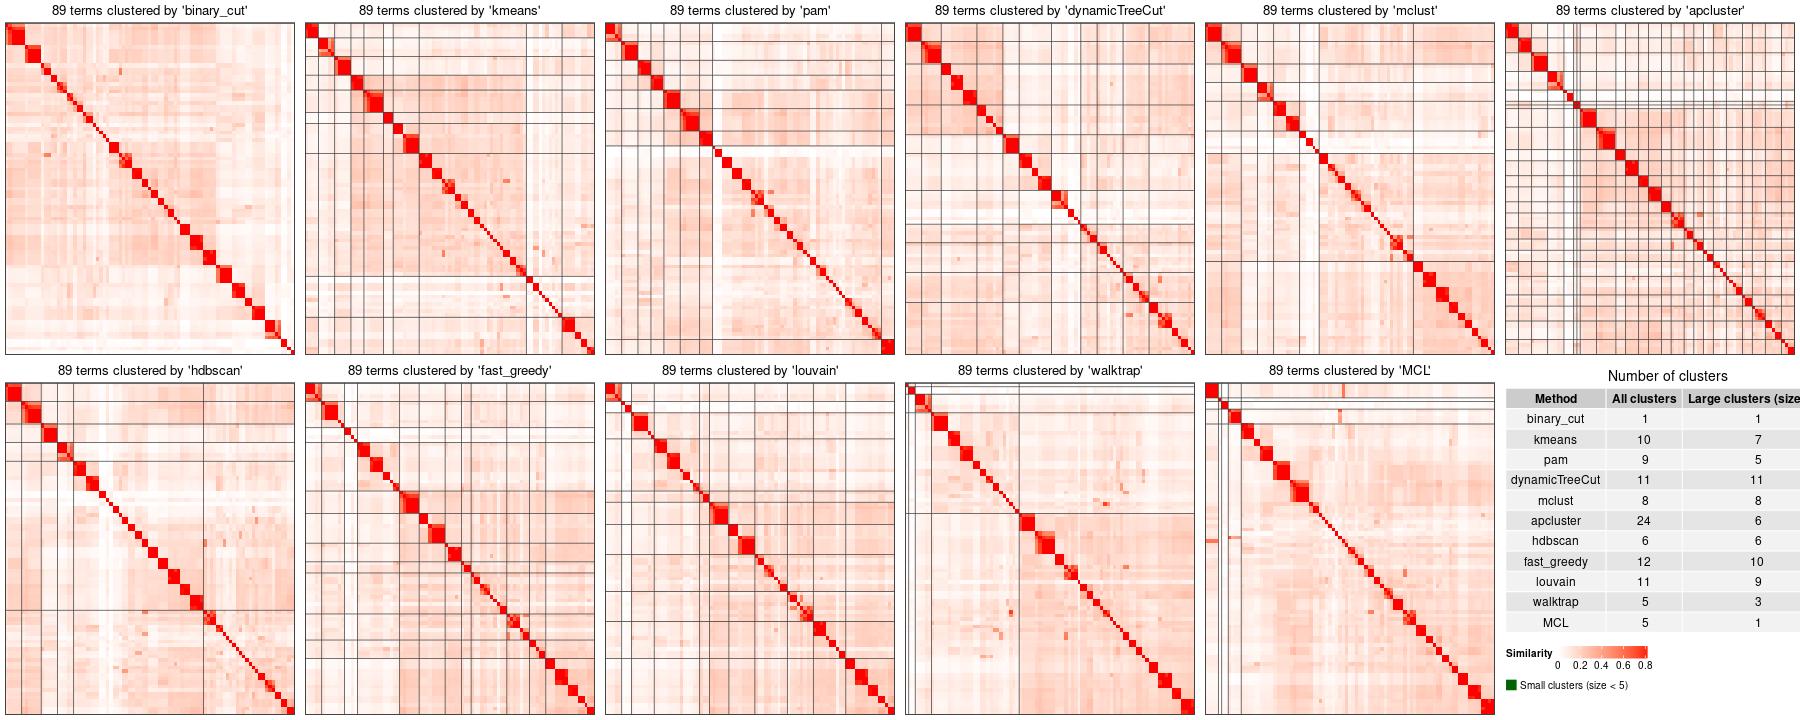 89 terms clustered by 'binary_cut'
89 terms clustered by 'kmeans'
89 terms clustered by 'pam'
89 terms clustered by 'dynamicTreeCut'
89 terms clustered by 'mclust'
89 terms clustered by 'apcluster'
89 terms clustered by 'hdbscan'
89 terms clustered by 'fast_greedy'
89 terms clustered by 'louvain'
89 terms clustered by 'walktrap'
89 terms clustered by 'MCL'
Number of clusters
Method All clusters Large clusters (size
binary_cut 1 1
kmeans 10 7
pam 9 5
dynamicTreeCut 11 11
mclust 8 8
apcluster 24 6
hdbscan 6 6
fast_greedy 12 10
louvain 11 9
walktrap 5 3
MCL 5 1
Similarity
0 0.2 0.4 0.6 0.8
Small clusters (size < 5)